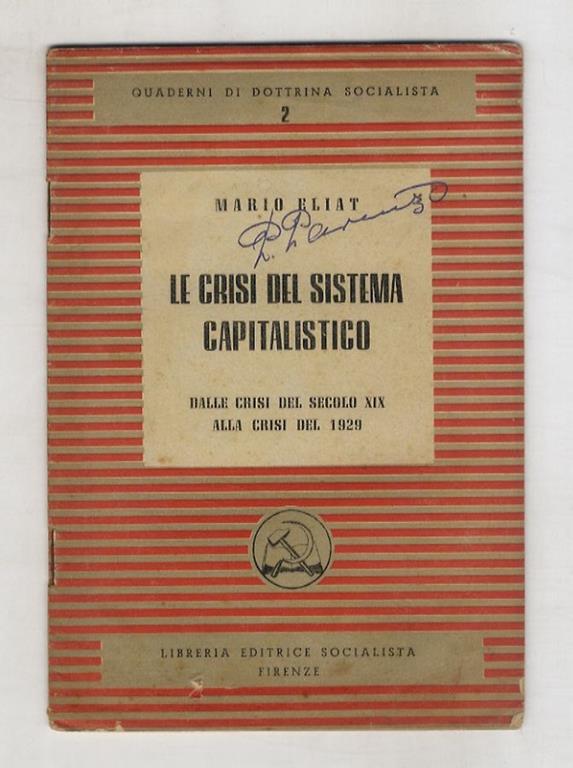 QUADERNI DI DOTTRINA SOCIALISTA
2
MARIO ELIAT
LE CRISI DEL SISTEMA
CAPITALISTICO
DALLE CRISI DEL SECOLO XIX
ALLA CRISI DEL 1929
LIBRERIA EDITRICE SOCIALISTA
FIRENZE